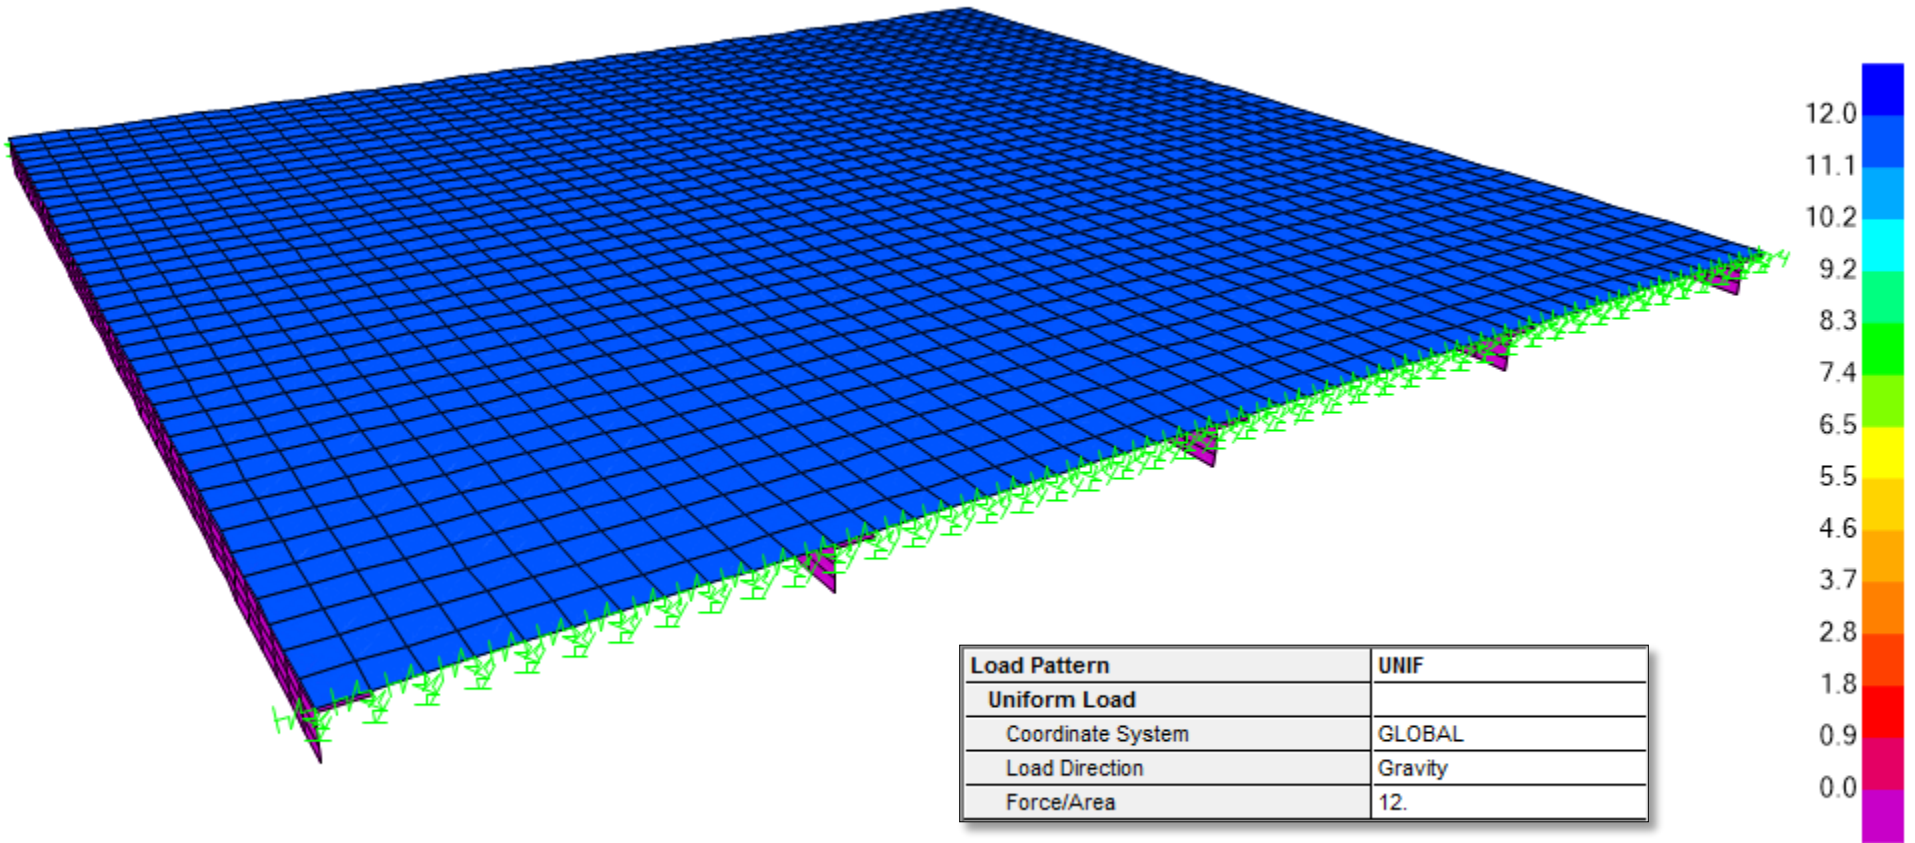 12.0
11.1
10.2
9.2
8.3
7.4
6.5
5.5
4.6
3.7
2.8
1.8
0.9
0.0
Load Pattern UNIF
Uniform Load
Coordinate System GLOBAL
Load Direction Gravity
Force/Area 12.